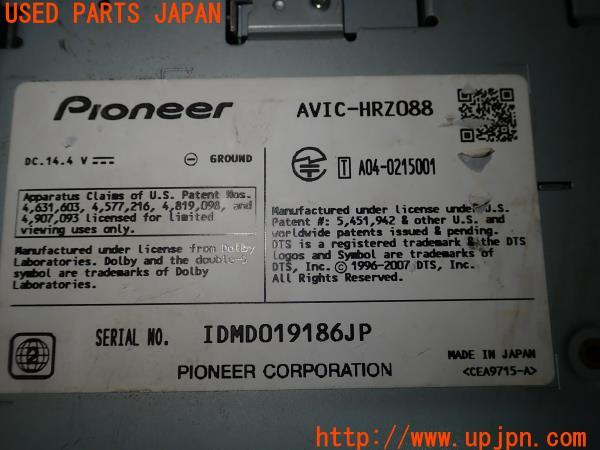 USED PARTS JAPAN
Pioneer
AVIC-HRZ088
DC.14.4 V
GROUND
T A04-0215001
Apparatus Claims of U.S. Patent Nos.
4,631,603, 4,577,216, 4,819,098, and
4,907,093 licensed for limited
viewing uses only.
Manufactured under license from Dolby
Laboratories. Dolby and the double-D
symbol are trademarks of Dolby
Laboratories.
Manufactured under license under U.S.
Patent #: 5,451,942 & other U.S. and
worldwide patents issued & pending.
DTS is a registered trademark & the DTS
logos and Symbol are trademarks of
DTS, Inc. © 1996-2007 DTS, Inc.
All Rights Reserved.
2
SERIAL NO. IDMD019186JP
PIONEER CORPORATION
MADE IN JAPAN
<CEA9715-A>
UPJ http://www.upjpn.com/